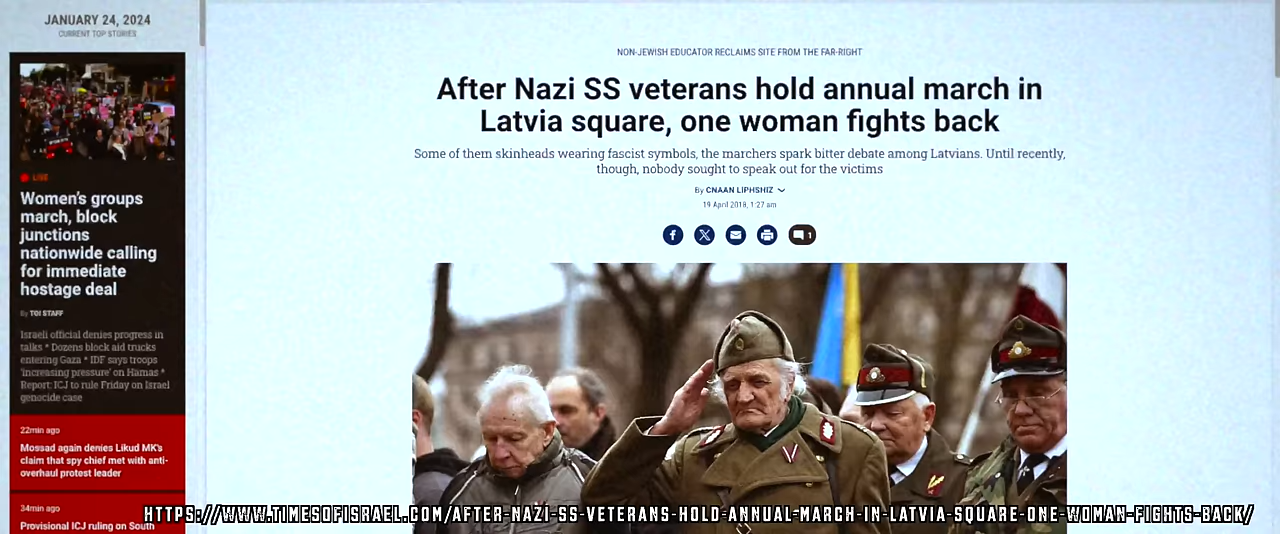 JANUARY 24, 2024
CURRENT TOP STORIES
LIVE
Women's groups
march, block
junctions
nationwide calling
for immediate
hostage deal
By TOI STAFF
Israeli official denies progress in
talks * Dozens block aid trucks
entering Gaza * IDF says troops
'increasing pressure' on Hamas *
Report: ICJ to rule Friday on Israel
genocide case
22min ago
Mossad again denies Likud MK's
claim that spy chief met with anti-
overhaul protest leader
34min ago
Provisional ICJ ruling on South
NON-JEWISH EDUCATOR RECLAIMS SITE FROM THE FAR-RIGHT
After Nazi SS veterans hold annual march in
Latvia square, one woman fights back
Some of them skinheads wearing fascist symbols, the marchers spark bitter debate among Latvians. Until recently,
though, nobody sought to speak out for the victims
By CNAAN LIPHSHIZ
19 April 2018, 1:27 am
1
HTTPS://WWW.TIMESOFISRAEL.COM/AFTER-NAZI-SS-VETERANS-HOLD-ANNUAL-MARCH-IN-LATVIA-SQUARE-ONE-WOMAN-FIGHTS-BACK/